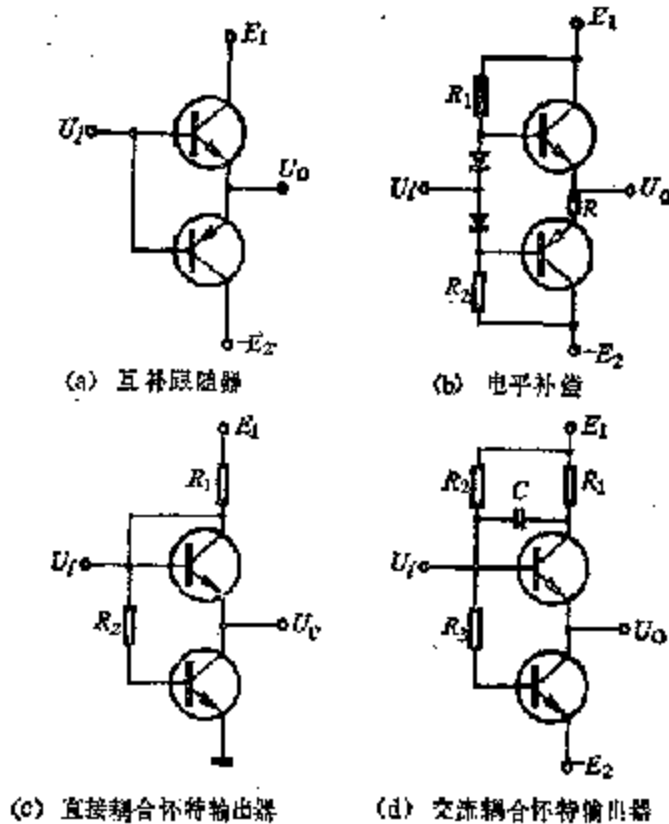 E₁
Uᵢ
U₀
-E₂
(a) 互补跟随器
E₁
R₁
Uᵢ
U₀
R
R₂
-E₂
(b) 电平补偿
E₁
R₁
Uᵢ
R₂
U₀
(c) 直接耦合怀特输出器
E₁
R₂
C
R₁
Uᵢ
U₀
R₃
-E₂
(d) 交流耦合怀特输出器